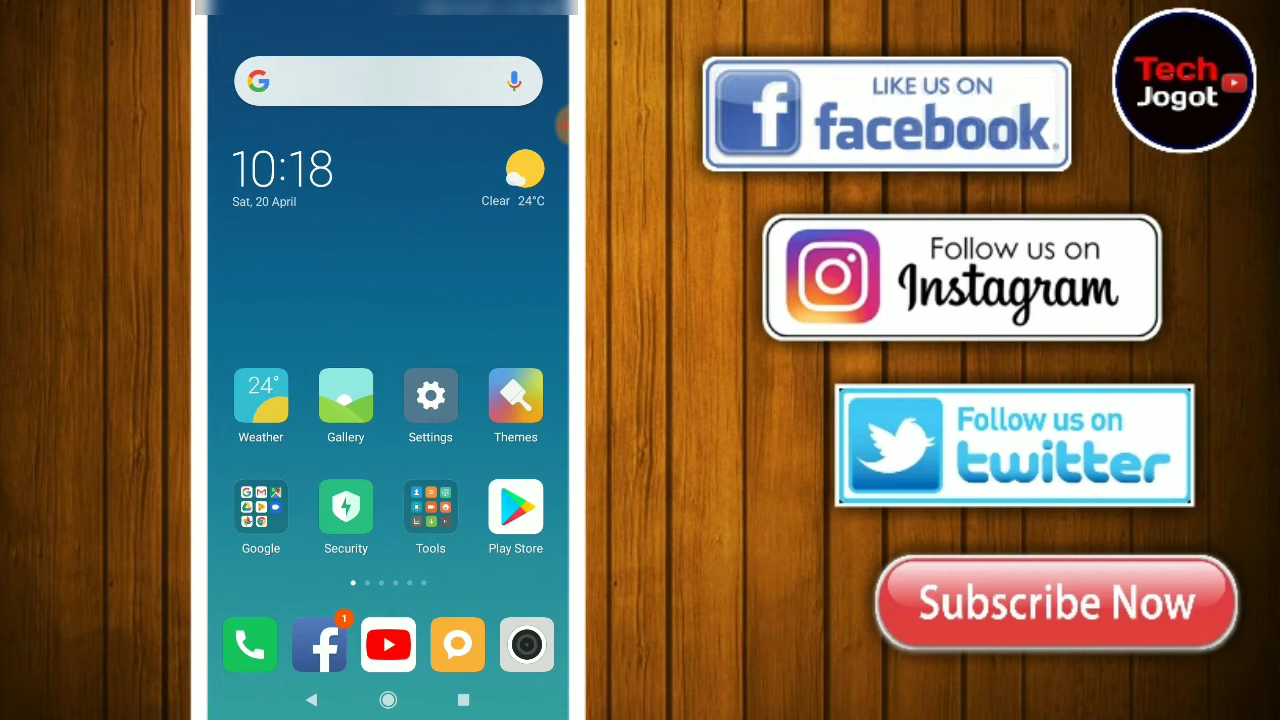 10:18
Sat, 20 April
Clear 24°C
24°
Weather
Gallery
Settings
Themes
Google
Security
Tools
Play Store
1
LIKE US ON
facebook.
Follow us on
Instagram
Follow us on
twitter
Subscribe Now
Tech
Jogot